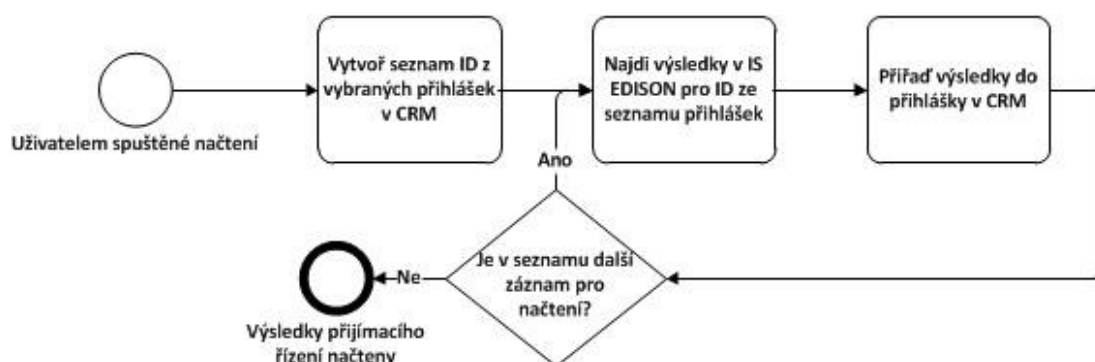 Vytvoř seznam ID z
vybraných přihlášek
v CRM
Najdi výsledky v IS
EDISON pro ID ze
seznamu přihlášek
Přiřaď výsledky do
přihlášky v CRM
Uživatelem spuštěné načtení
Ano
Je v seznamu další
záznam pro
načtení?
Ne
Výsledky přijímacího
řízení načteny